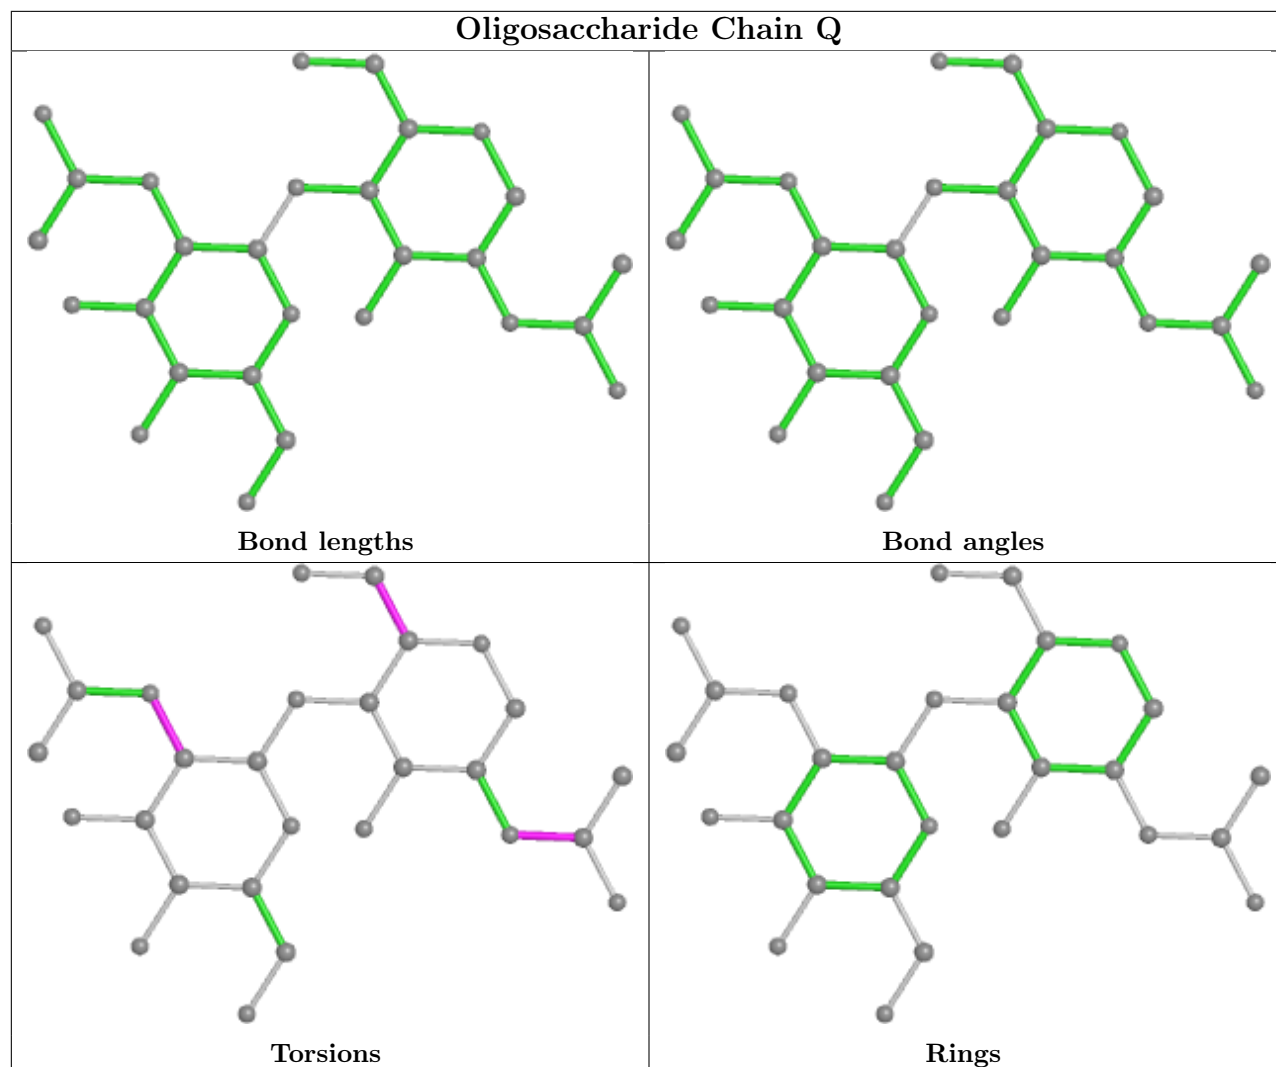 Oligosaccharide Chain Q
Bond lengths
Bond angles
Torsions
Rings